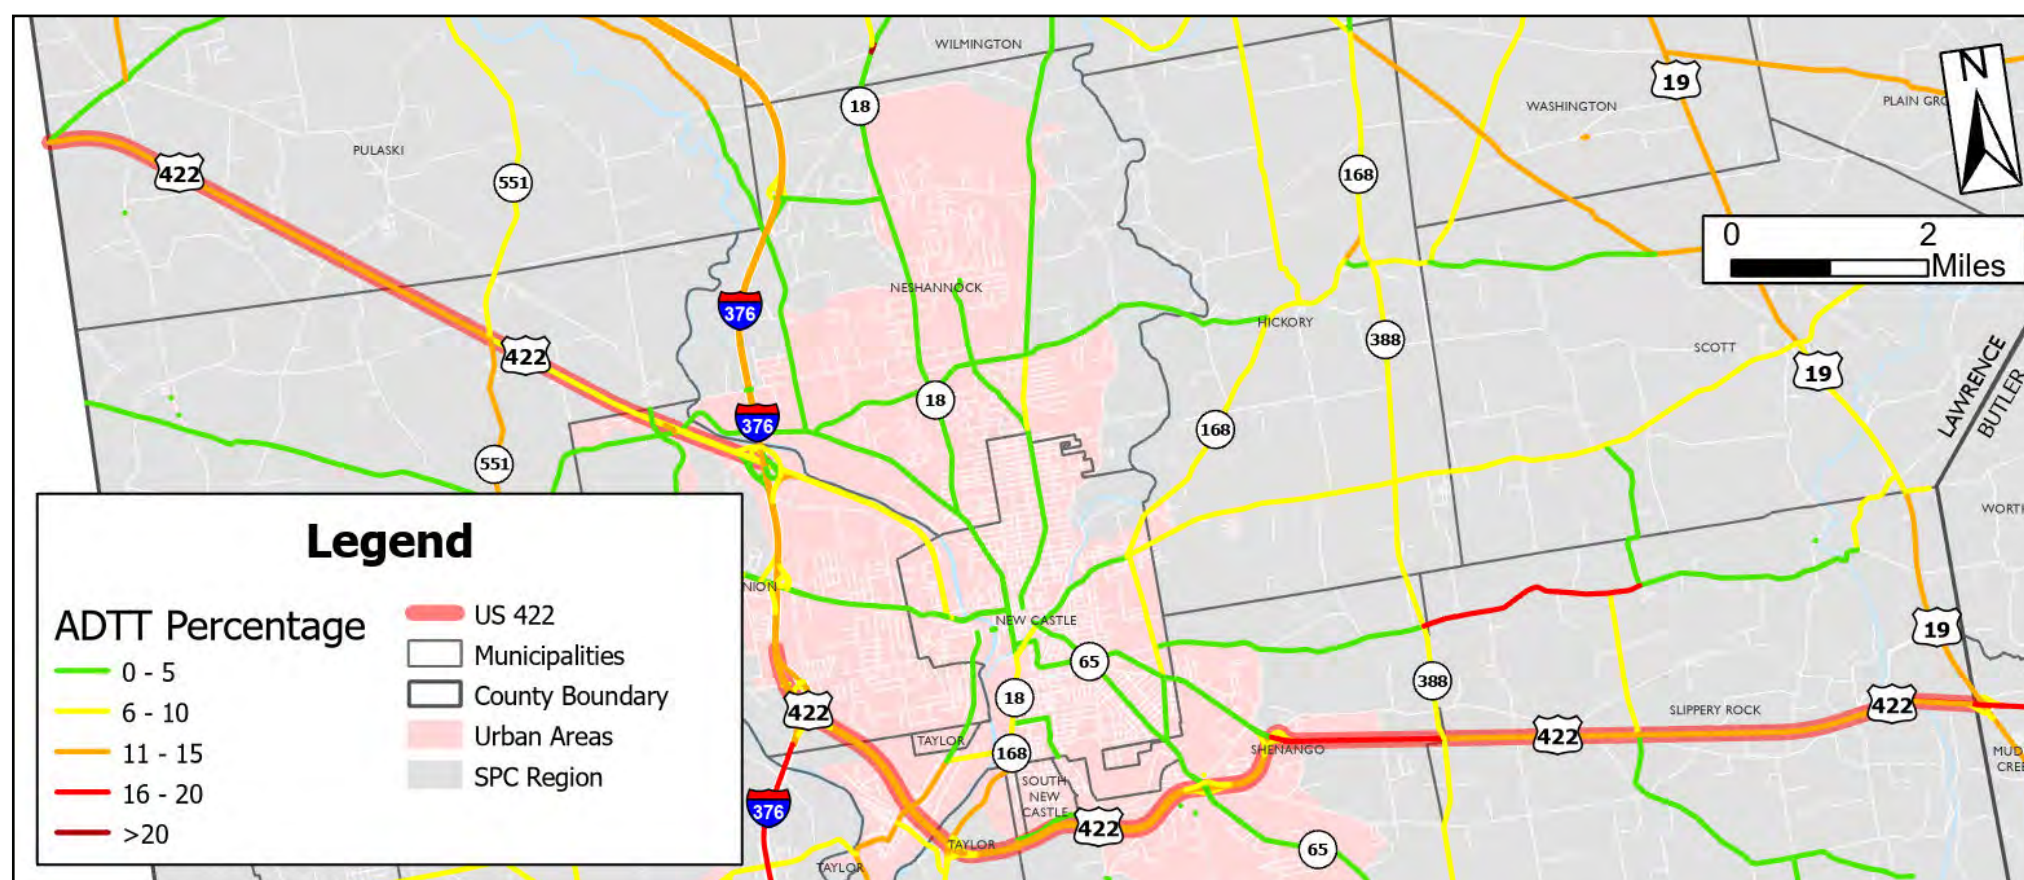 WILMINGTON
N
19
18
WASHINGTON
PLAIN GRO
PULASKI
422
551
168
0 2
Miles
NESHANNOCK
376
HICKORY
388
SCOTT
422
19
LAWRENCE
BUTLER
18
376
168
551
WORTH
Legend
ADTT Percentage
0 - 5
6 - 10
11 - 15
16 - 20
>20
US 422
Municipalities
County Boundary
Urban Areas
SPC Region
NION
NEW CASTLE
19
65
388
18
422
SLIPPERY ROCK
422
422
TAYLOR
168
SHENANGO
MUD
CREE
SOUTH
NEW
CASTLE
376
422
TAYLOR
65
TAYLOR